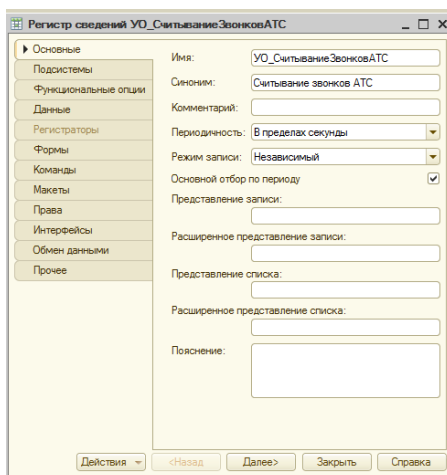 Регистр сведений УО_СчитываниеЗвонковАТС
Основные
Подсистемы
Функциональные опции
Данные
Регистраторы
Формы
Команды
Макеты
Права
Интерфейсы
Обмен данными
Прочее
Имя: УО_СчитываниеЗвонковАТС
Синоним: Считывание звонков АТС
Комментарий:
Периодичность: В пределах секунды
Режим записи: Независимый
Основной отбор по периоду
Представление записи:
Расширенное представление записи:
Представление списка:
Расширенное представление списка:
Пояснение:
Действия <Назад Далее> Закрыть Справка